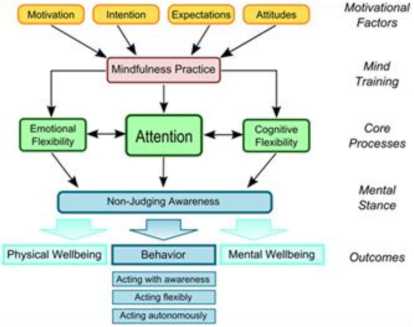 Motivation
Intention
Expectations
Attitudes
Motivational
Factors
Mindfulness Practice
Mind
Training
Emotional
Flexibility
Attention
Cognitive
Flexibility
Core
Processes
Non-Judging Awareness
Mental
Stance
Physical Wellbeing
Behavior
Mental Wellbeing
Outcomes
Acting with awareness
Acting flexibly
Acting autonomously